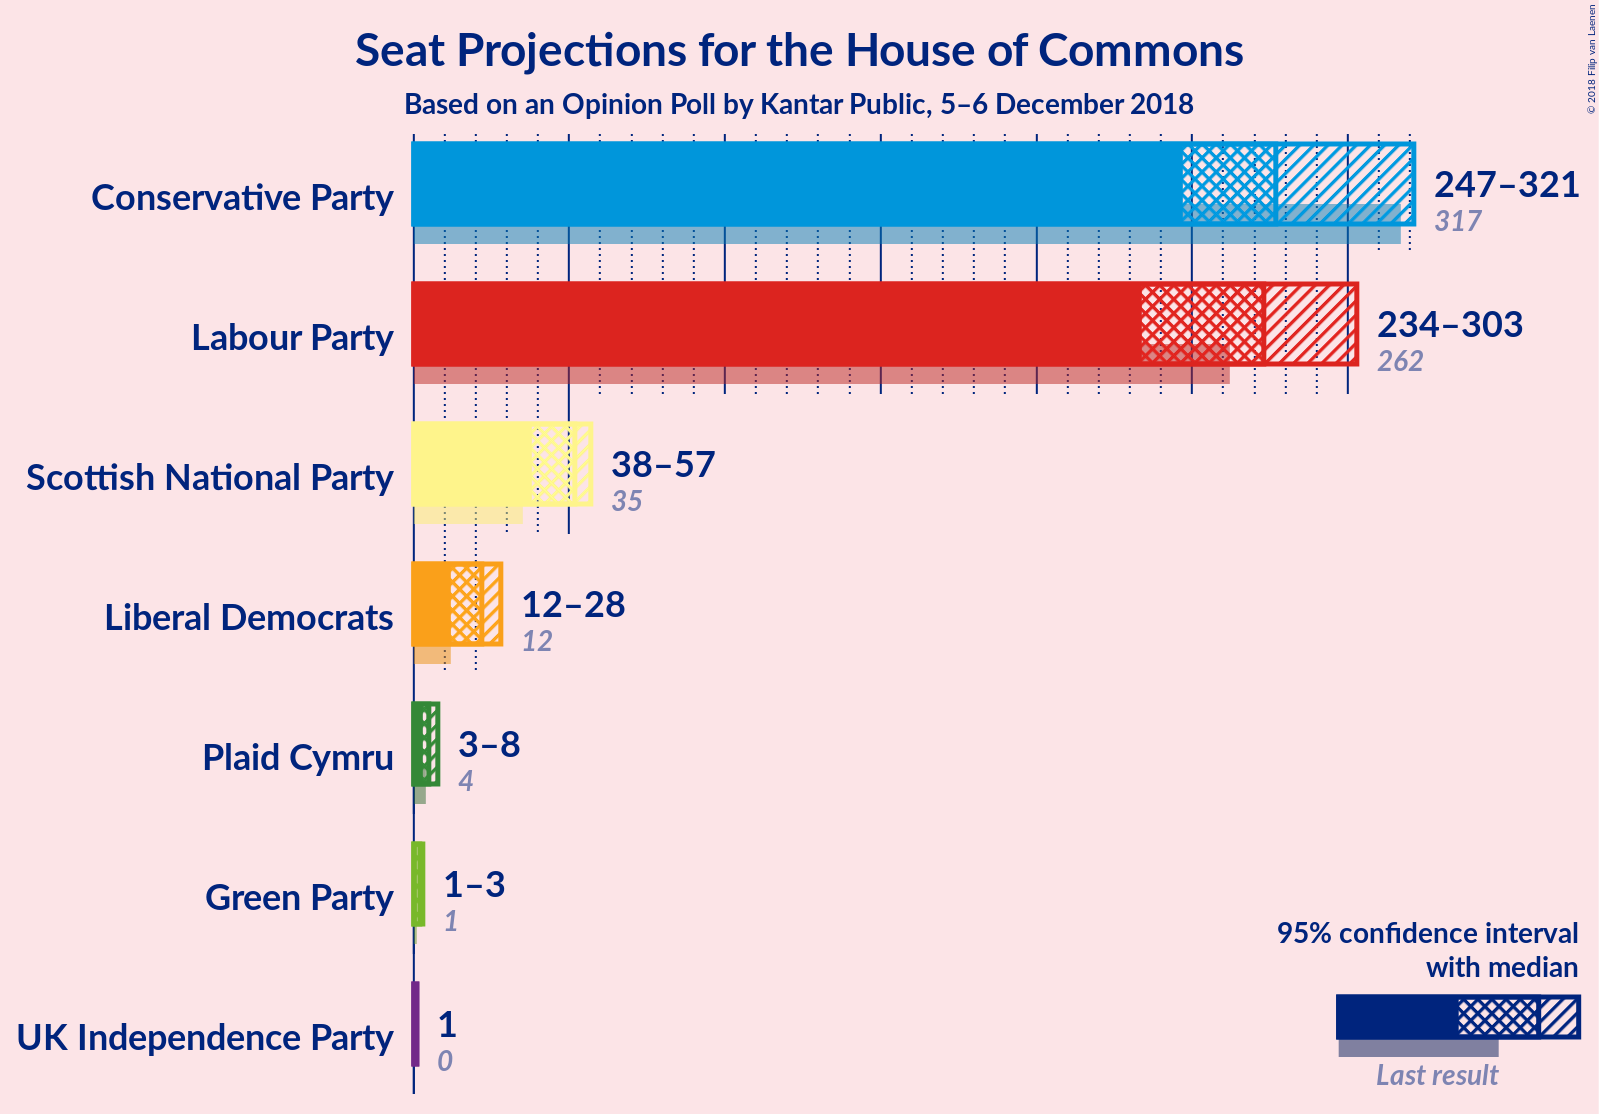 Seat Projections for the House of Commons
Based on an Opinion Poll by Kantar Public, 5–6 December 2018
© 2018 Filip van Laenen
Conservative Party
247–321
317
Labour Party
234–303
262
Scottish National Party
38–57
35
Liberal Democrats
12–28
12
Plaid Cymru
3–8
4
Green Party
1–3
1
UK Independence Party
1
0
95% confidence interval
with median
Last result